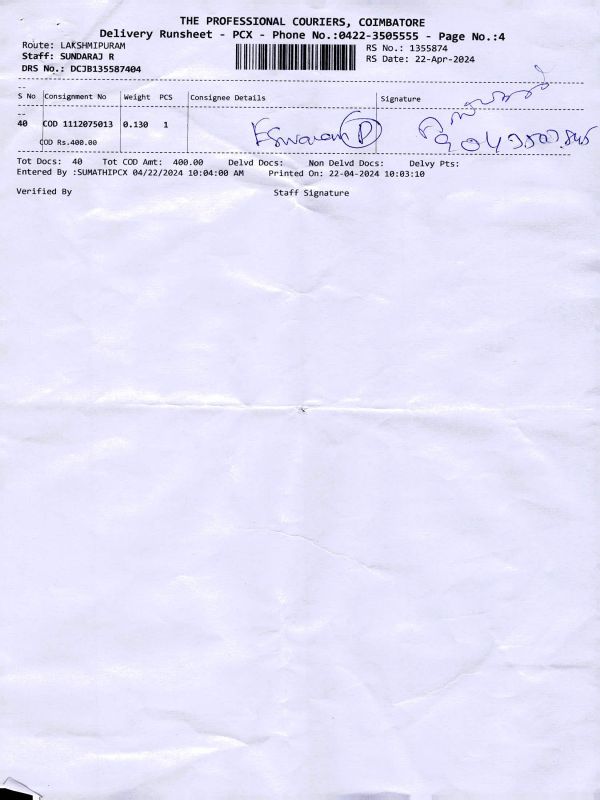 THE PROFESSIONAL COURIERS, COIMBATORE
Delivery Runsheet - PCX - Phone No.:0422-3505555 - Page No.:4
Route: LAKSHMIPURAM
RS No.: 1355874
Staff: SUNDARAJ R
RS Date: 22-Apr-2024
DRS No.: DCJB135587404
S No Consignment No Weight PCS Consignee Details Signature
40 COD 1112075013 0.130 1 Eswaran P
COD Rs.400.00
Tot Docs: 40 Tot COD Amt: 400.00 Delvd Docs: Non Delvd Docs: Delvy Pts:
Entered By :SUMATHIPCX 04/22/2024 10:04:00 AM Printed On: 22-04-2024 10:03:10
Verified By Staff Signature